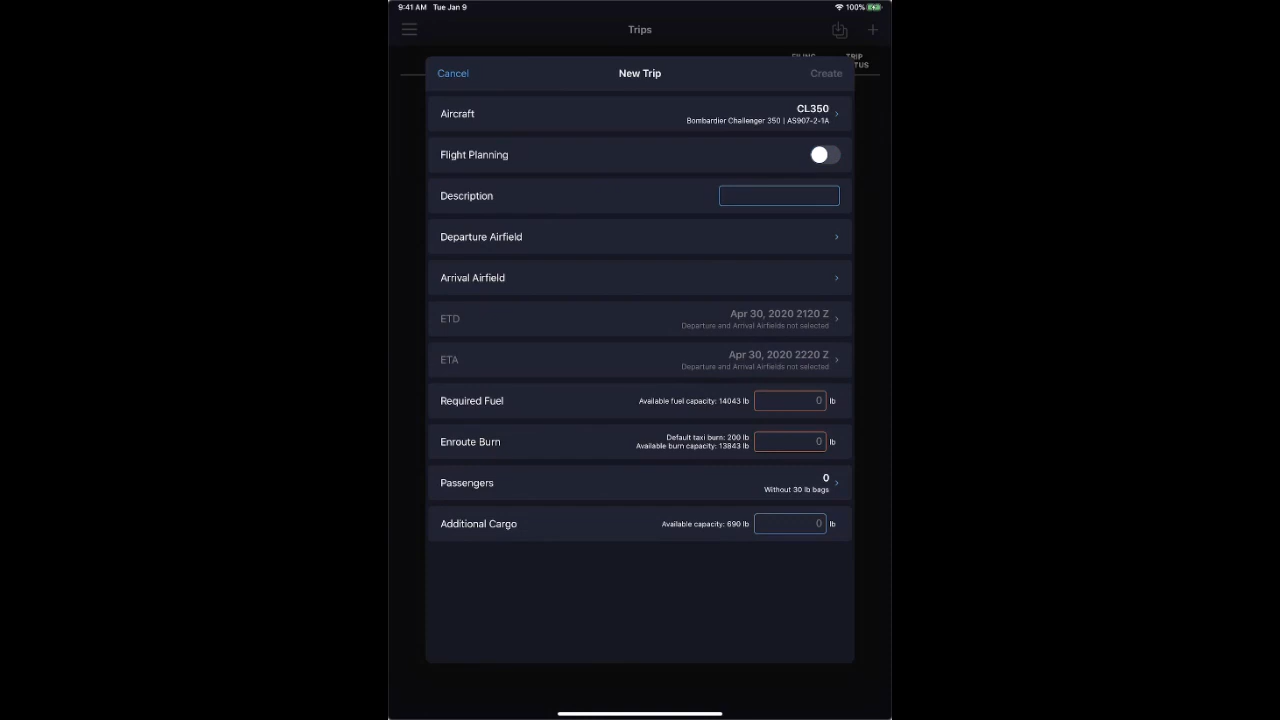 9:41 AM Tue Jan 9
100%
Trips
TRIP
Cancel
New Trip
Create
Aircraft
CL350
Bombardier Challenger 350 | AS907-2-1A
Flight Planning
Description
Departure Airfield
Arrival Airfield
ETD
Apr 30, 2020 2120 Z
Departure and Arrival Airfields not selected
ETA
Apr 30, 2020 2220 Z
Departure and Arrival Airfields not selected
Required Fuel
Available fuel capacity: 14043 lb
0 lb
Enroute Burn
Default taxi burn: 200 lb
Available burn capacity: 13843 lb
0 lb
Passengers
0
Without 30 lb bags
Additional Cargo
Available capacity: 690 lb
0 lb